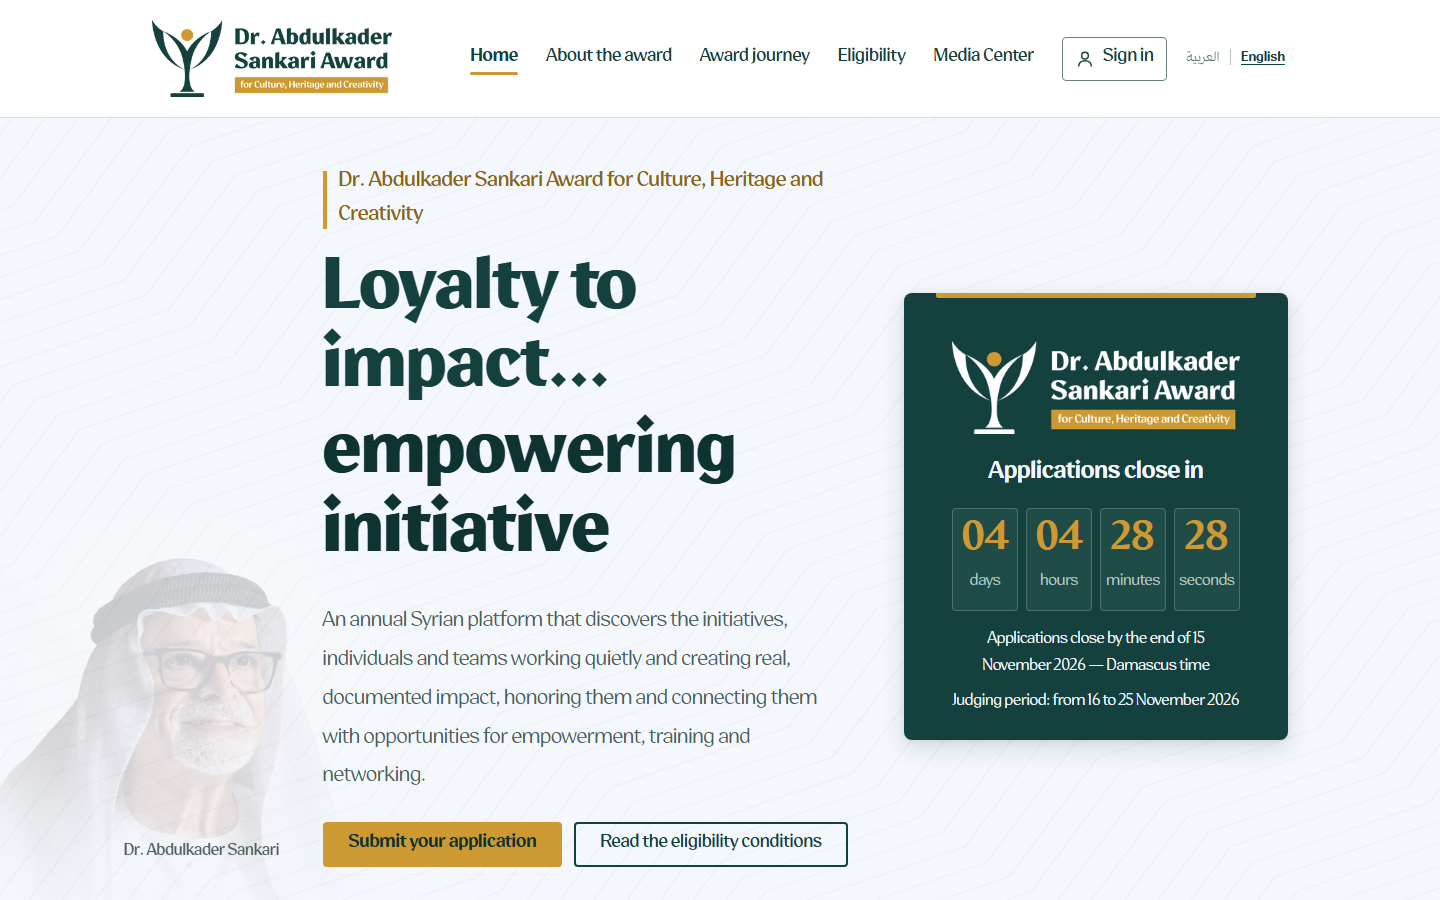 Dr. Abdulkader
Sankari Award
for Culture, Heritage and Creativity
Home
About the award
Award journey
Eligibility
Media Center
Sign in
العربية
English
Dr. Abdulkader Sankari Award for Culture, Heritage and
Creativity
Loyalty to
impact...
empowering
initiative
An annual Syrian platform that discovers the initiatives,
individuals and teams working quietly and creating real,
documented impact, honoring them and connecting them
with opportunities for empowerment, training and
networking.
Submit your application
Read the eligibility conditions
Dr. Abdulkader Sankari
Dr. Abdulkader
Sankari Award
for Culture, Heritage and Creativity
Applications close in
04 04 28 28
days hours minutes seconds
Applications close by the end of 15
November 2026 — Damascus time
Judging period: from 16 to 25 November 2026